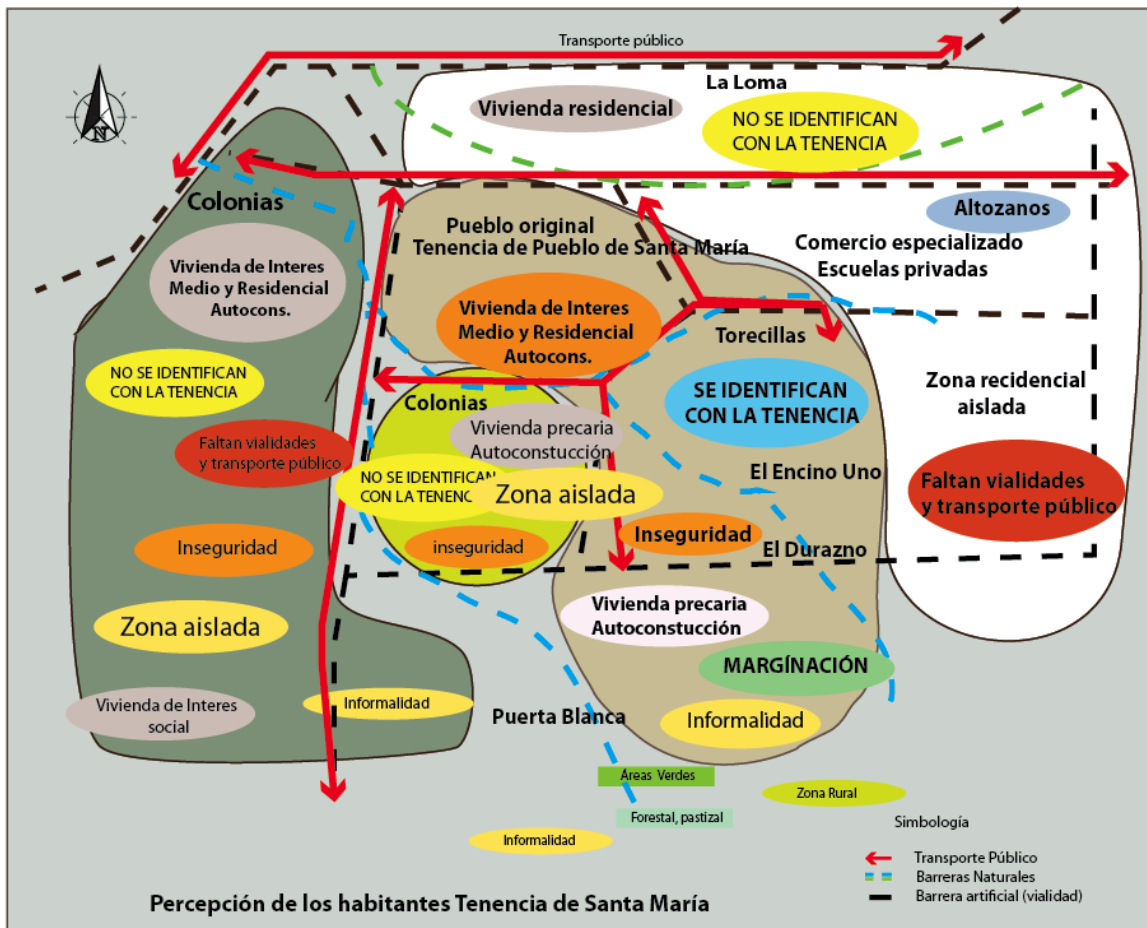 Transporte público
La Loma
Vivienda residencial
NO SE IDENTIFICAN
CON LA TENENCIA
N
Colonias
Altozanos
Pueblo original
Tenencia de Pueblo de Santa María
Comercio especializado
Escuelas privadas
Vivienda de Interes
Medio y Residencial
Autocons.
Vivienda de Interes
Medio y Residencial
Autocons.
Torecillas
NO SE IDENTIFICAN
CON LA TENENCIA
Colonias
SE IDENTIFICAN
CON LA TENENCIA
Zona recidencial
aislada
Vivienda precaria
Autoconstucción
Faltan vialidades
y transporte público
NO SE IDENTIFICAN
CON LA TENENC
Zona aislada
El Encino Uno
Faltan vialidades
y transporte público
Inseguridad
inseguridad
Inseguridad
El Durazno
Zona aislada
Vivienda precaria
Autoconstucción
MARGÍNACIÓN
Vivienda de Interes
social
Informalidad
Puerta Blanca
Informalidad
Áreas Verdes
Zona Rural
Forestal, pastizal
Informalidad
Simbología
Transporte Público
Barreras Naturales
Barrera artificial (vialidad)
Percepción de los habitantes Tenencia de Santa María